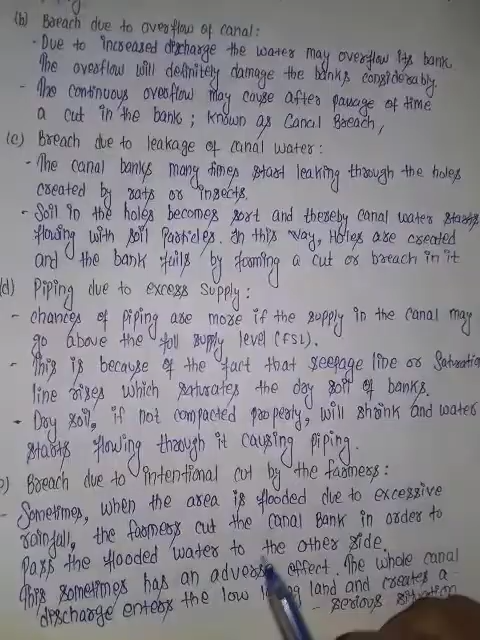 (b) Breach due to overflow of canal:
- Due to increased discharge the water may overflow its bank
The overflow will definitely damage the banks considerably.
- The continuous overflow may cause after passage of time
a cut in the bank; known as Canal Breach,
(c) Breach due to leakage of canal water:
- The canal banks many times start leaking through the holes
created by rats or insects.
- Soil in the holes becomes sort and thereby canal water starts
flowing with soil particles. In this way, Holes are created
and the bank fails by forming a cut or breach in it
(d) Piping due to excess supply:
- chances of piping are more if the supply in the canal may
go above the full supply level (FSL).
- This is because of the fact that seepage line or Saturatio
line rises which saturates the dry soil of banks.
- Dry soil, if not compacted properly, will shrink and water
starts flowing through it causing piping.
) Breach due to intentional cut by the farmers:
- Sometimes, when the area is flooded due to excessive
rainfall, the farmers cut the canal Bank in order to
pass the flooded water to the other side.
This sometimes has an adverse effect. The whole canal
discharge enters the low land and creates a
- serious situation